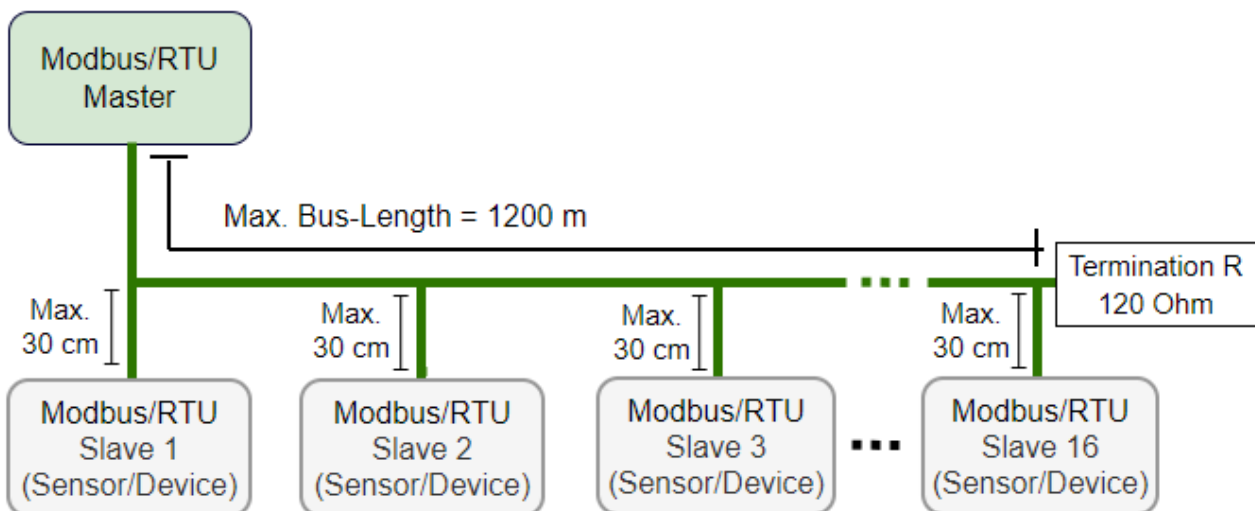 Modbus/RTU
Master
Max. Bus-Length = 1200 m
Termination R
120 Ohm
Max.
30 cm
Max.
30 cm
Max.
30 cm
Max.
30 cm
Modbus/RTU
Slave 1
(Sensor/Device)
Modbus/RTU
Slave 2
(Sensor/Device)
Modbus/RTU
Slave 3
(Sensor/Device)
Modbus/RTU
Slave 16
(Sensor/Device)